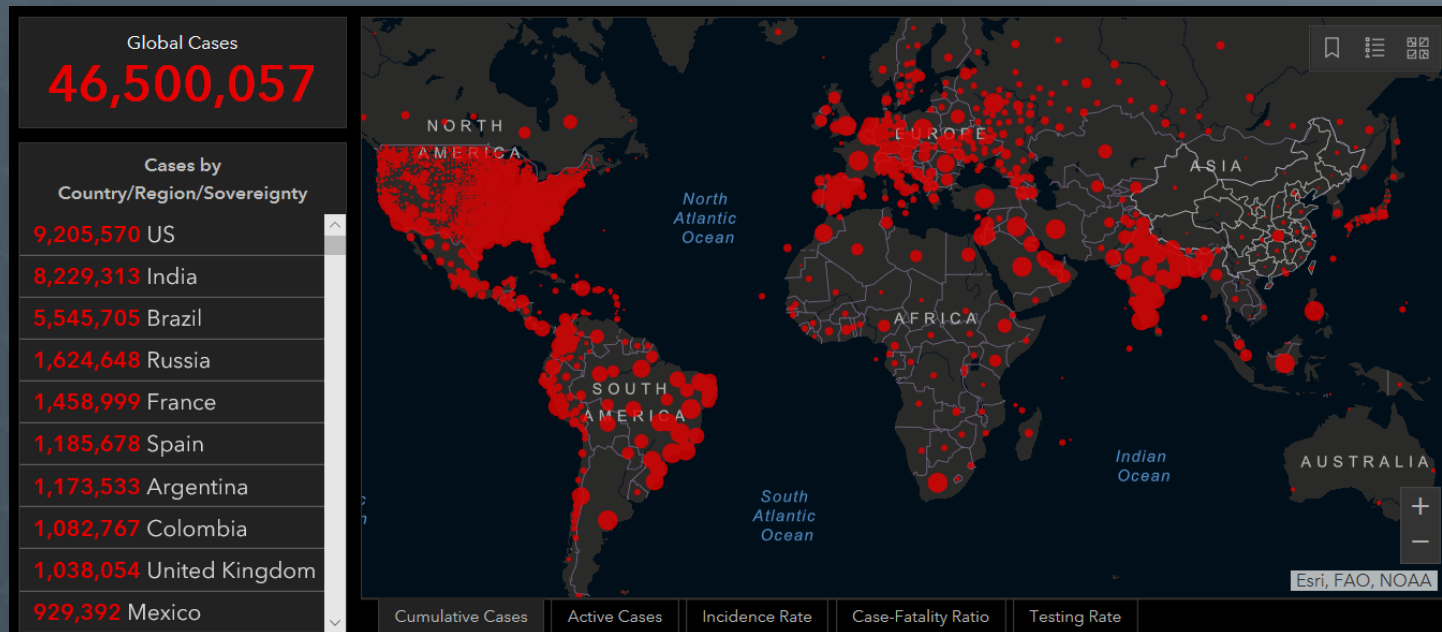 Global Cases
46,500,057
Cases by
Country/Region/Sovereignty
9,205,570 US
8,229,313 India
5,545,705 Brazil
1,624,648 Russia
1,458,999 France
1,185,678 Spain
1,173,533 Argentina
1,082,767 Colombia
1,038,054 United Kingdom
929,392 Mexico
NORTH
AMERICA
EUROPE
ASIA
North
Atlantic
Ocean
AFRICA
SOUTH
AMERICA
Indian
Ocean
AUSTRALIA
South
Atlantic
Ocean
+
−
Esri, FAO, NOAA
Cumulative Cases
Active Cases
Incidence Rate
Case-Fatality Ratio
Testing Rate